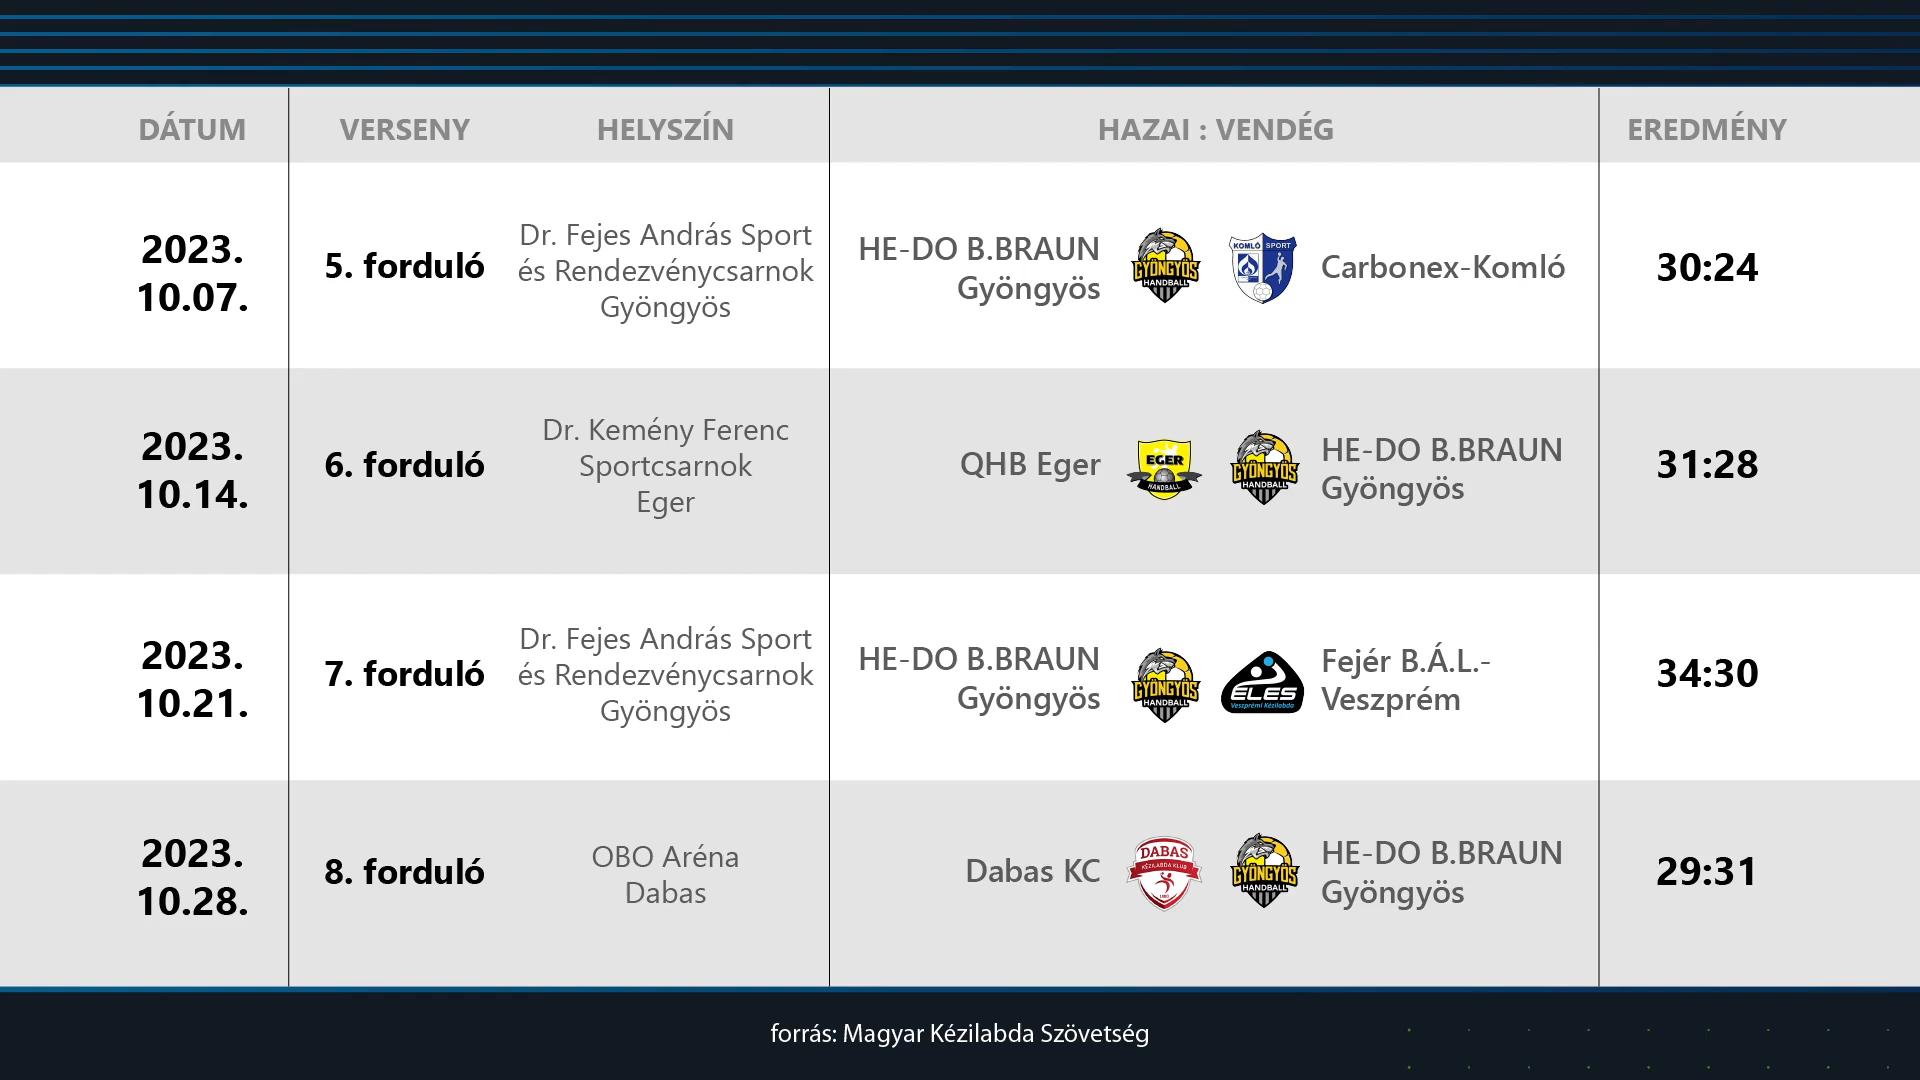 DÁTUM VERSENY HELYSZÍN HAZAI : VENDÉG EREDMÉNY
2023.
10.07.
5. forduló
Dr. Fejes András Sport
és Rendezvénycsarnok
Gyöngyös
HE-DO B.BRAUN
Gyöngyös
GYÖNGYÖS
HANDBALL
KOMLÓ SPORT
Carbonex-Komló
30:24
2023.
10.14.
6. forduló
Dr. Kemény Ferenc
Sportcsarnok
Eger
QHB Eger
EGER
HANDBALL
GYÖNGYÖS
HANDBALL
HE-DO B.BRAUN
Gyöngyös
31:28
2023.
10.21.
7. forduló
Dr. Fejes András Sport
és Rendezvénycsarnok
Gyöngyös
HE-DO B.BRAUN
Gyöngyös
GYÖNGYÖS
HANDBALL
ÉLES
Veszprémi Kézilabda
Fejér B.Á.L.-
Veszprém
34:30
2023.
10.28.
8. forduló
OBO Aréna
Dabas
Dabas KC
DABAS
KÉZILABDA KLUB
GYÖNGYÖS
HANDBALL
HE-DO B.BRAUN
Gyöngyös
29:31
forrás: Magyar Kézilabda Szövetség